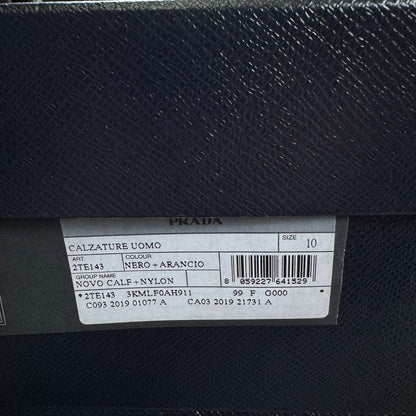 PRADA
CALZATURE UOMO
SIZE 10
ART. COLOUR
2TE143 NERO+ARANCIO
GROUP NAME
NOVO CALF+NYLON
8 059227 641529
*2TE143 3KMLF0AH911 99 F G000 *
C093 2019 01077 A CA03 2019 21731 A